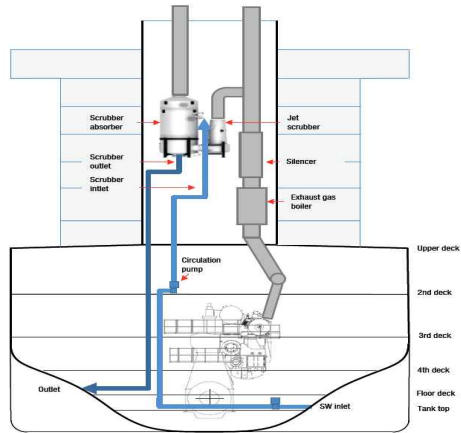 Scrubber
absorber
Jet
scrubber
Scrubber
outlet
Silencer
Scrubber
intlet
Exhaust gas
boiler
Upper deck
Circulation
pump
2nd deck
3rd deck
4th deck
Outlet
Floor deck
SW inlet
Tank top